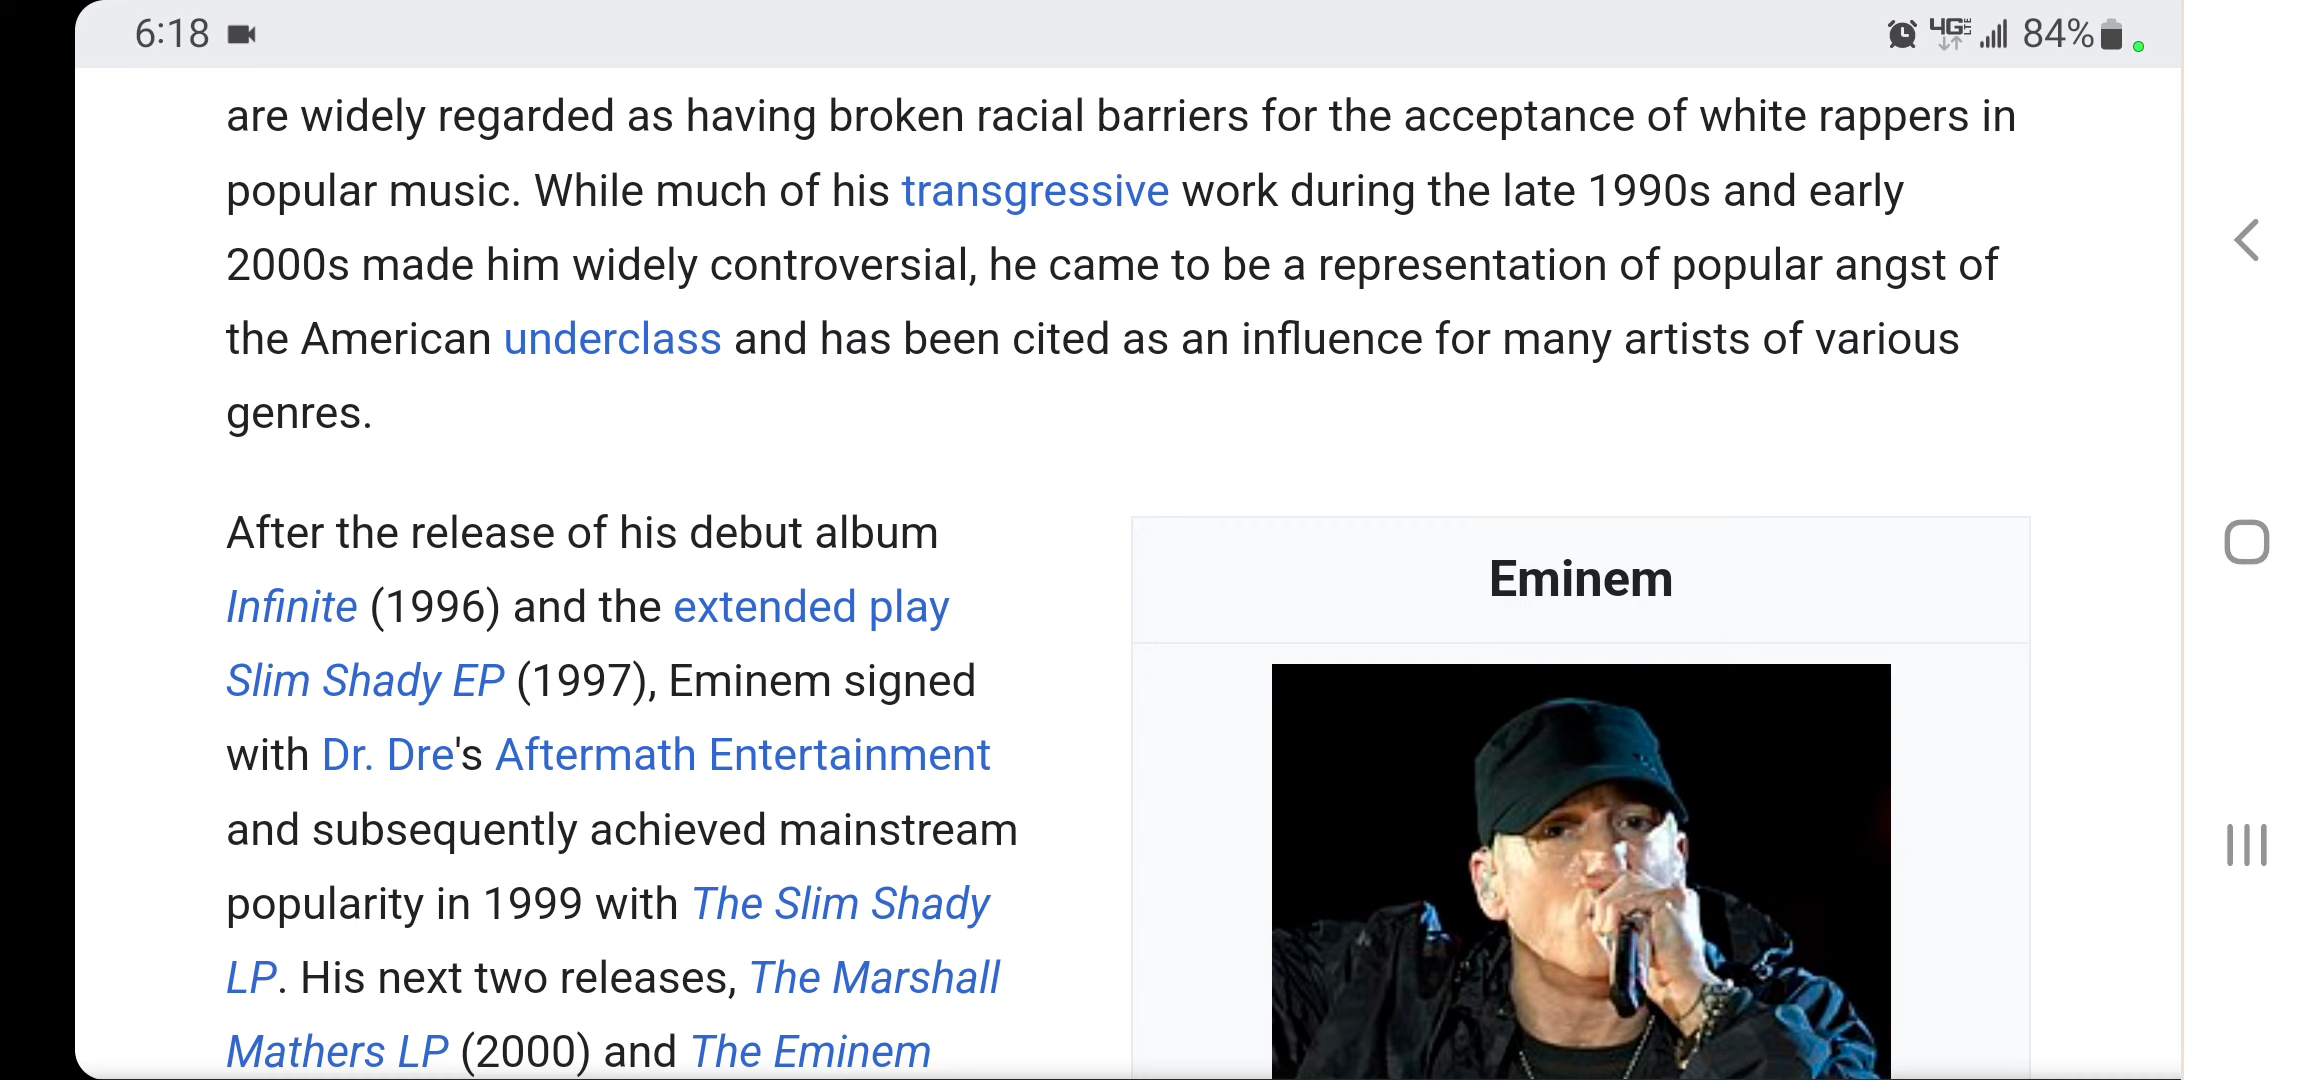 6:18
4G LTE 84%
are widely regarded as having broken racial barriers for the acceptance of white rappers in
popular music. While much of his transgressive work during the late 1990s and early
2000s made him widely controversial, he came to be a representation of popular angst of
the American underclass and has been cited as an influence for many artists of various
genres.
After the release of his debut album
Infinite (1996) and the extended play
Slim Shady EP (1997), Eminem signed
with Dr. Dre's Aftermath Entertainment
and subsequently achieved mainstream
popularity in 1999 with The Slim Shady
LP. His next two releases, The Marshall
Mathers LP (2000) and The Eminem
Eminem